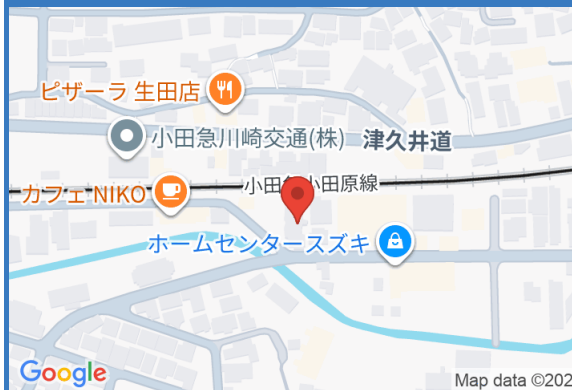 ピザーラ 生田店
小田急川崎交通(株)
津久井道
小田急小田原線
カフェ NIKO
ホームセンタースズキ
Google
Map data ©202